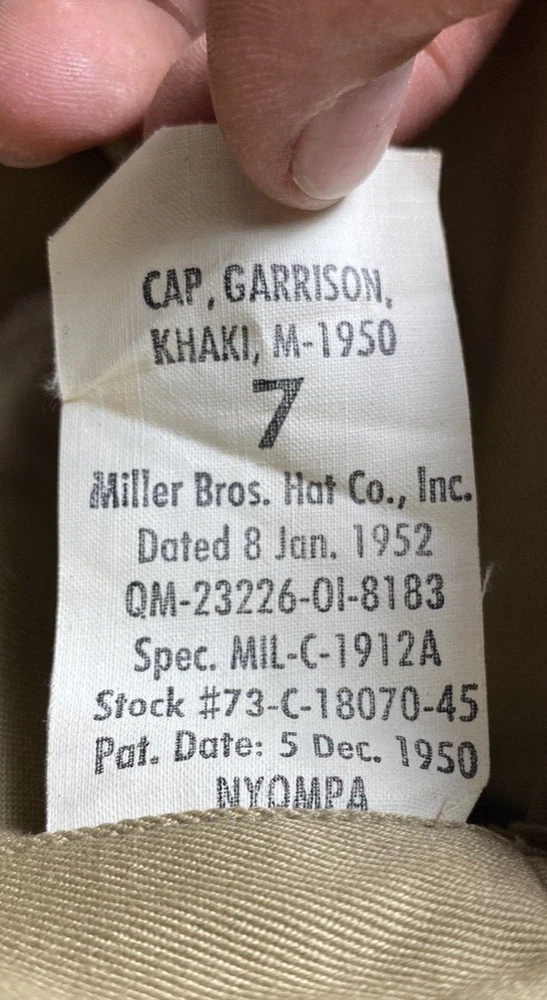 CAP, GARRISON,
KHAKI, M-1950
7
Miller Bros. Hat Co., Inc.
Dated 8 Jan. 1952
QM-23226-OI-8183
Spec. MIL-C-1912A
Stock #73-C-18070-45
Pat. Date: 5 Dec. 1950
NYQMPA